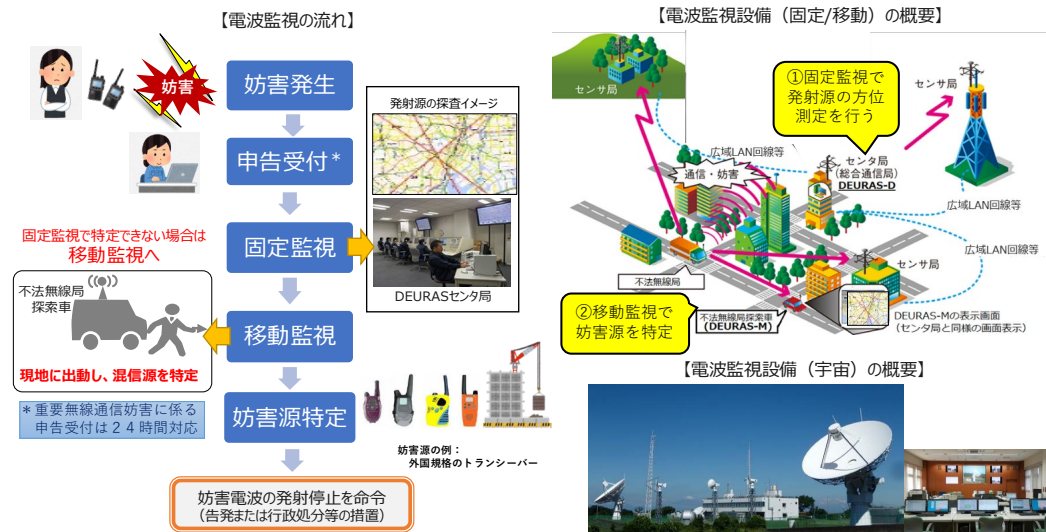 【電波監視の流れ】
妨害
妨害発生
申告受付*
固定監視
移動監視
妨害源特定
妨害電波の発射停止を命令
(告発または行政処分等の措置)
発射源の探査イメージ
DEURASセンタ局
固定監視で特定できない場合は
移動監視へ
不法無線局
探索車
現地に出動し、混信源を特定
*重要無線通信妨害に係る
申告受付は24時間対応
妨害源の例:
外国規格のトランシーバー
【電波監視設備(固定/移動)の概要】
センサ局
①固定監視で
発射源の方位
測定を行う
センサ局
広域LAN回線等
通信・妨害
センタ局
(総合通信局)
DEURAS-D
広域LAN回線等
広域LAN回線等
センサ局
不法無線局
②移動監視で
妨害源を特定
不法無線局探索車
(DEURAS-M)
DEURAS-Mの表示画面
(センタ局と同様の画面表示)
【電波監視設備(宇宙)の概要】